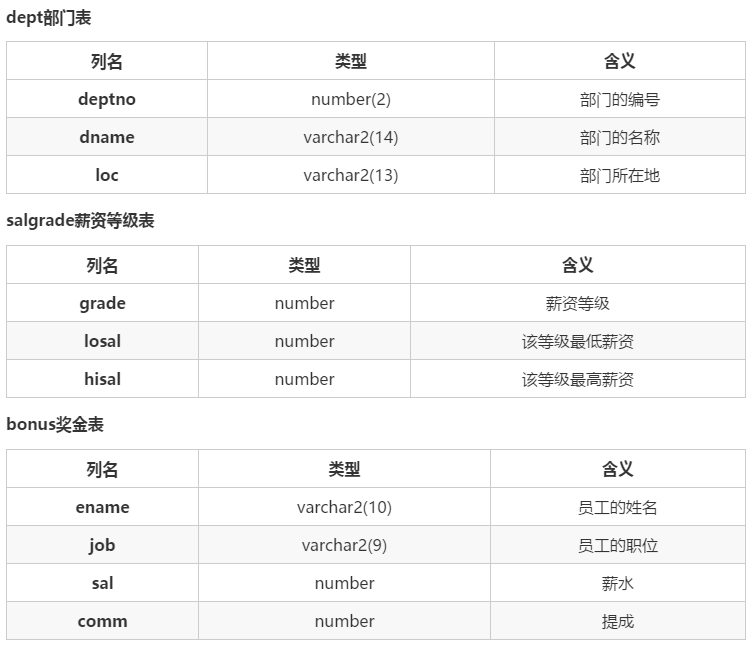 dept部门表
列名 类型 含义
deptno number(2) 部门的编号
dname varchar2(14) 部门的名称
loc varchar2(13) 部门所在地
salgrade薪资等级表
列名 类型 含义
grade number 薪资等级
losal number 该等级最低薪资
hisal number 该等级最高薪资
bonus奖金表
列名 类型 含义
ename varchar2(10) 员工的姓名
job varchar2(9) 员工的职位
sal number 薪水
comm number 提成